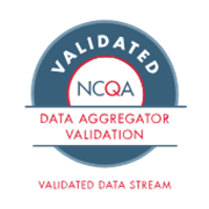 VALIDATED
NCQA
DATA AGGREGATOR
VALIDATION
VALIDATED DATA STREAM